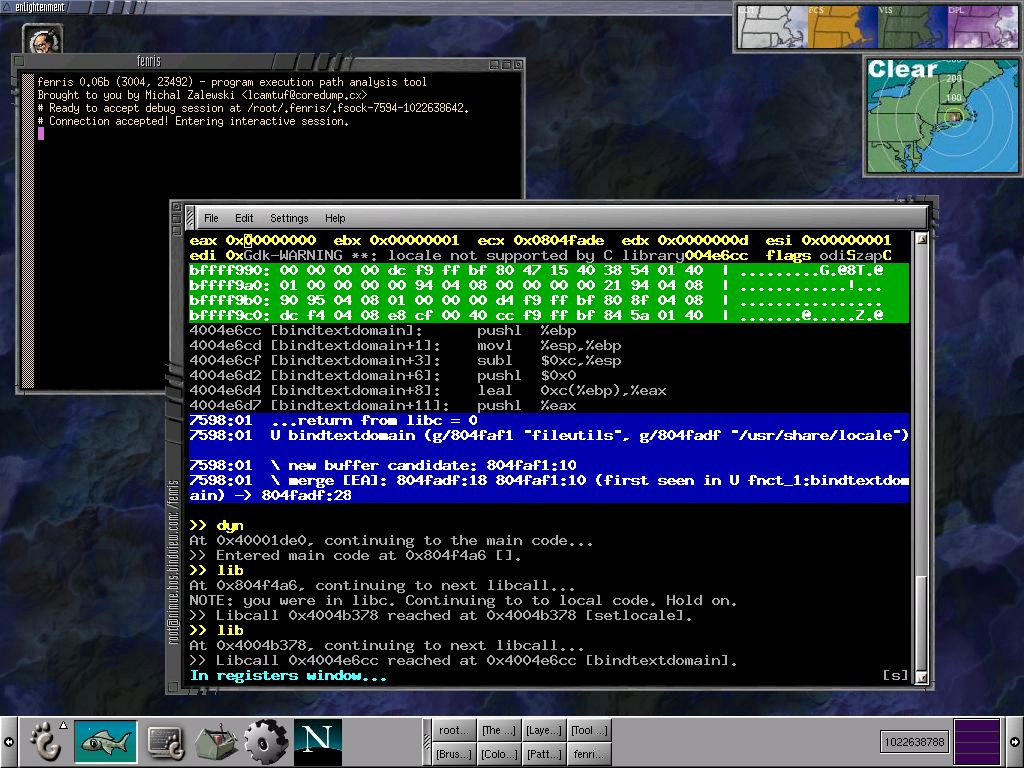 enlightenment
EXT FCS VIS DPL
fenris
fenris 0,06b (3004, 23492) - program execution path analysis tool
Brought to you by Michal Zalewski <lcamtuf@coredump.cx>
# Ready to accept debug session at /root/.fenris/.fsock-7594-1022638642.
# Connection accepted! Entering interactive session.
Clear
200
100
File Edit Settings Help
eax 0x00000000 ebx 0x00000001 ecx 0x0804fade edx 0x0000000d esi 0x00000001
edi 0xGdk-WARNING **: locale not supported by C library004e6cc flags odiSzapC
bffff990: 00 00 00 00 dc f9 ff bf 80 47 15 40 38 54 01 40 | .........G.@8T.@
bffff9a0: 01 00 00 00 00 94 04 08 00 00 00 00 21 94 04 08 | ............!...
bffff9b0: 90 95 04 08 01 00 00 00 d4 f9 ff bf 80 8f 04 08 | ................
bffff9c0: dc f4 04 08 e8 cf 00 40 cc f9 ff bf 84 5a 01 40 | .......@.....Z.@
4004e6cc [bindtextdomain]: pushl %ebp
4004e6cd [bindtextdomain+1]: movl %esp,%ebp
4004e6cf [bindtextdomain+3]: subl $0xc,%esp
4004e6d2 [bindtextdomain+6]: pushl $0x0
4004e6d4 [bindtextdomain+8]: leal 0xc(%ebp),%eax
4004e6d7 [bindtextdomain+11]: pushl %eax
7598:01 ...return from libc = 0
7598:01 U bindtextdomain (g/804faf1 "fileutils", g/804fadf "/usr/share/locale")
7598:01 \ new buffer candidate: 804faf1:10
7598:01 \ merge [EA]: 804fadf:18 804faf1:10 (first seen in U fnct_1:bindtextdom
ain) -> 804fadf:28
>> dyn
At 0x40001de0, continuing to the main code...
>> Entered main code at 0x804f4a6 [].
>> lib
At 0x804f4a6, continuing to next libcall...
NOTE: you were in libc. Continuing to to local code. Hold on.
>> Libcall 0x4004b378 reached at 0x4004b378 [setlocale].
>> lib
At 0x4004b378, continuing to next libcall...
>> Libcall 0x4004e6cc reached at 0x4004e6cc [bindtextdomain].
In registers window... [s]
root@nimue.bos.bindview.com: /fenris
N
root... [The ...] [Laye...] [Tool ...]
[Brus...] [Colo...] [Patt...] fenri...
1022638788